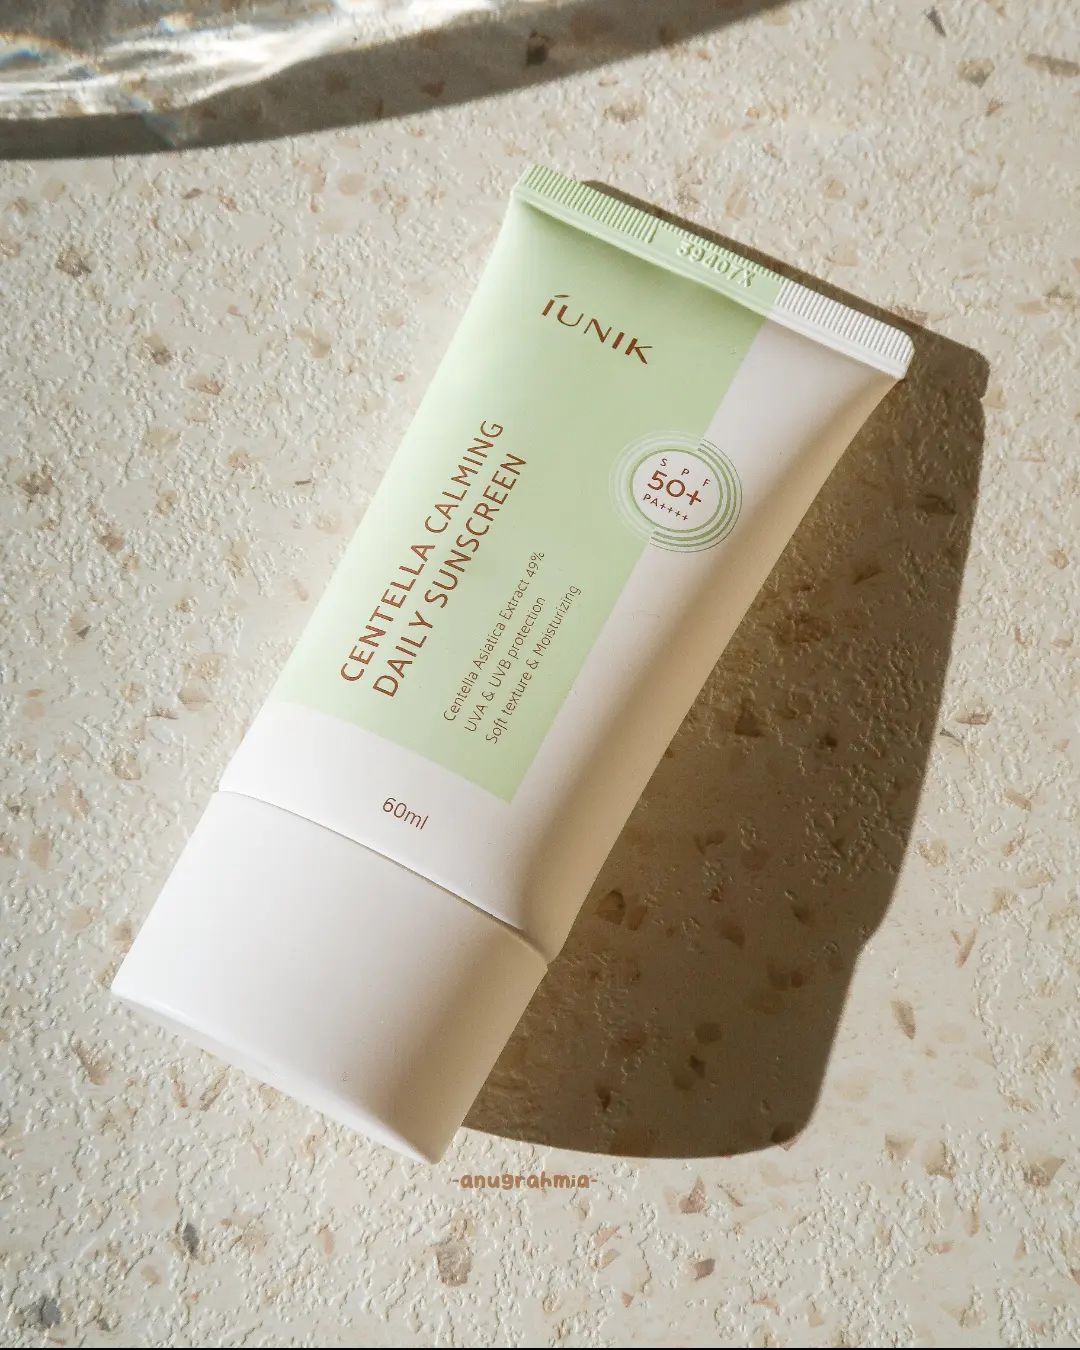 íUNIK
SPF
50+
PA++++
CENTELLA CALMING
DAILY SUNSCREEN
Centella Asiatica Extract 49%
UVA & UVB protection
Soft texture & Moisturizing
60ml
-anugrahmia-